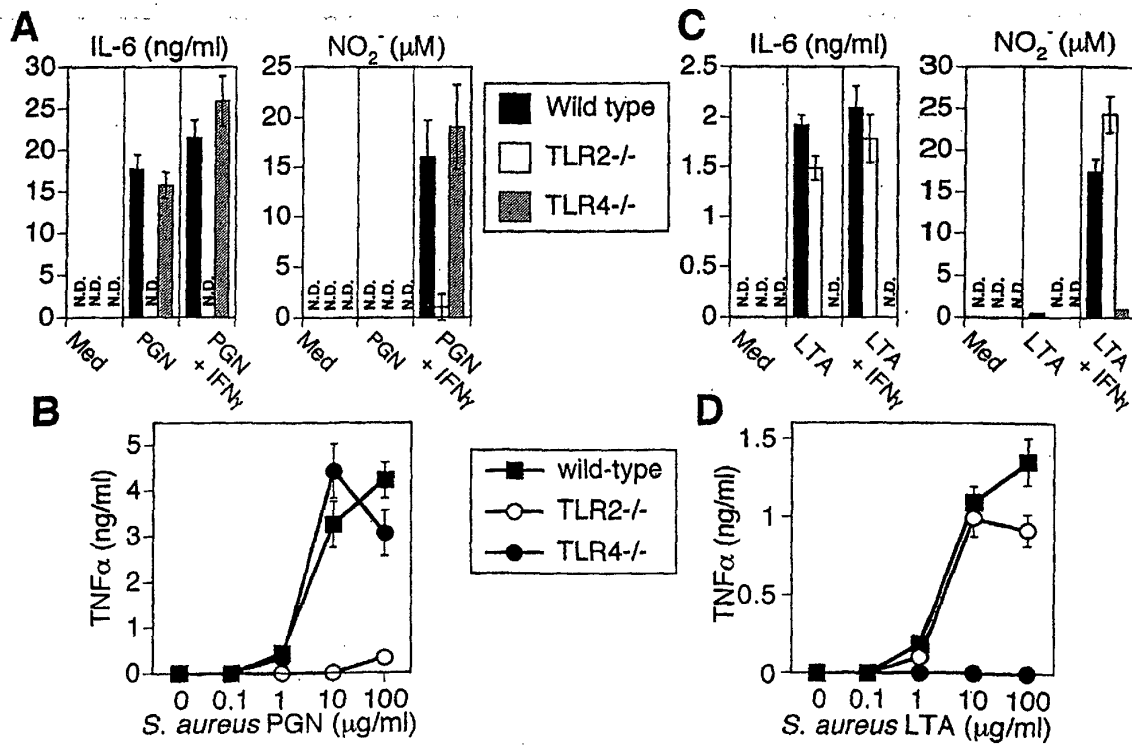 A
IL-6 (ng/ml)
NO₂⁻ (μM)
30
25
20
15
10
5
0
N.D. N.D. N.D. N.D. N.D.
Med
PGN
PGN + IFNγ
25
20
15
10
5
0
N.D. N.D. N.D. N.D. N.D. N.D.
Med
PGN
PGN + IFNγ
Wild type
TLR2-/-
TLR4-/-
C
IL-6 (ng/ml)
NO₂⁻ (μM)
2.5
2
1.5
1
0.5
0
N.D. N.D. N.D. N.D. N.D.
Med
LTA
LTA + IFNγ
30
25
20
15
10
5
0
N.D. N.D. N.D. N.D. N.D.
Med
LTA
LTA + IFNγ
B
TNFα (ng/ml)
5
4
3
2
1
0
0 0.1 1 10 100
S. aureus PGN (μg/ml)
wild-type
TLR2-/-
TLR4-/-
D
TNFα (ng/ml)
1.5
1
0.5
0
0 0.1 1 10 100
S. aureus LTA (μg/ml)